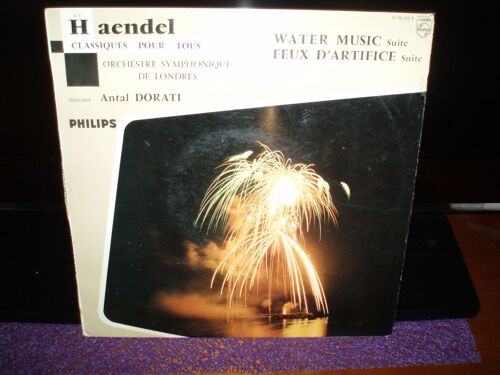 Haendel
CLASSIQUES POUR TOUS
ORCHESTRE SYMPHONIQUE
DE LONDRES
direction Antal DORATI
PHILIPS
WATER MUSIC Suite
FEUX D'ARTIFICE Suite